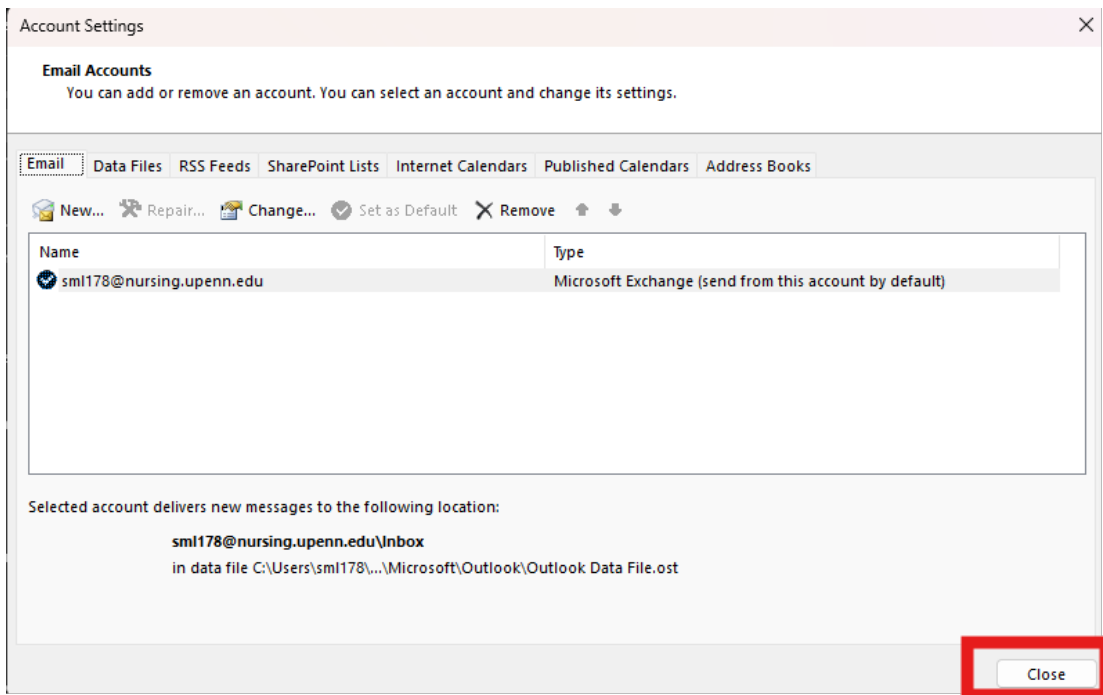 Account Settings
Email Accounts
You can add or remove an account. You can select an account and change its settings.
Email Data Files RSS Feeds SharePoint Lists Internet Calendars Published Calendars Address Books
New... Repair... Change... Set as Default Remove
Name Type
sml178@nursing.upenn.edu Microsoft Exchange (send from this account by default)
Selected account delivers new messages to the following location:
sml178@nursing.upenn.edu\Inbox
in data file C:\Users\sml178\...\Microsoft\Outlook\Outlook Data File.ost
Close